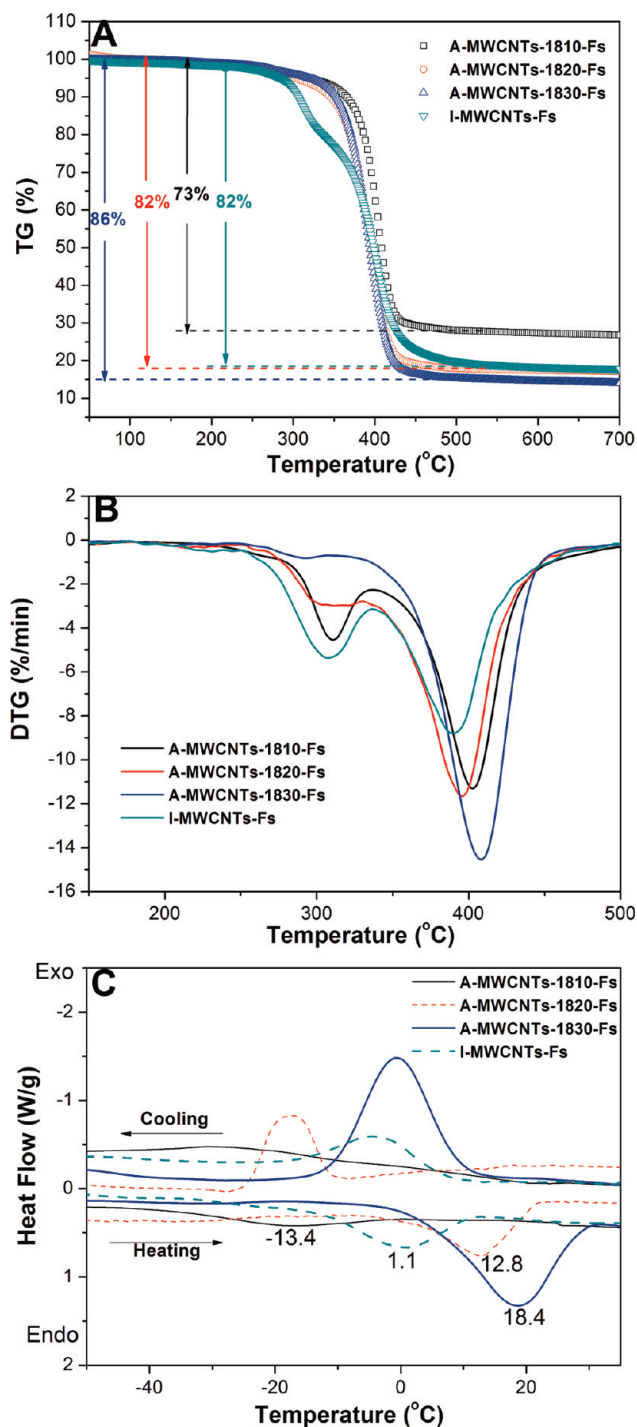 A
A-MWCNTs-1810-Fs
A-MWCNTs-1820-Fs
A-MWCNTs-1830-Fs
I-MWCNTs-Fs
TG (%)
110
100
90
80
70
60
50
40
30
20
10
86%
82%
73%
82%
100 200 300 400 500 600 700
Temperature (°C)
B
DTG (%/min)
2
0
-2
-4
-6
-8
-10
-12
-14
-16
A-MWCNTs-1810-Fs
A-MWCNTs-1820-Fs
A-MWCNTs-1830-Fs
I-MWCNTs-Fs
200 300 400 500
Temperature (°C)
C
Exo
A-MWCNTs-1810-Fs
A-MWCNTs-1820-Fs
A-MWCNTs-1830-Fs
I-MWCNTs-Fs
Heat Flow (W/g)
-2
-1
0
1
2
Endo
Cooling
Heating
-13.4
1.1
12.8
18.4
-40 -20 0 20
Temperature (°C)